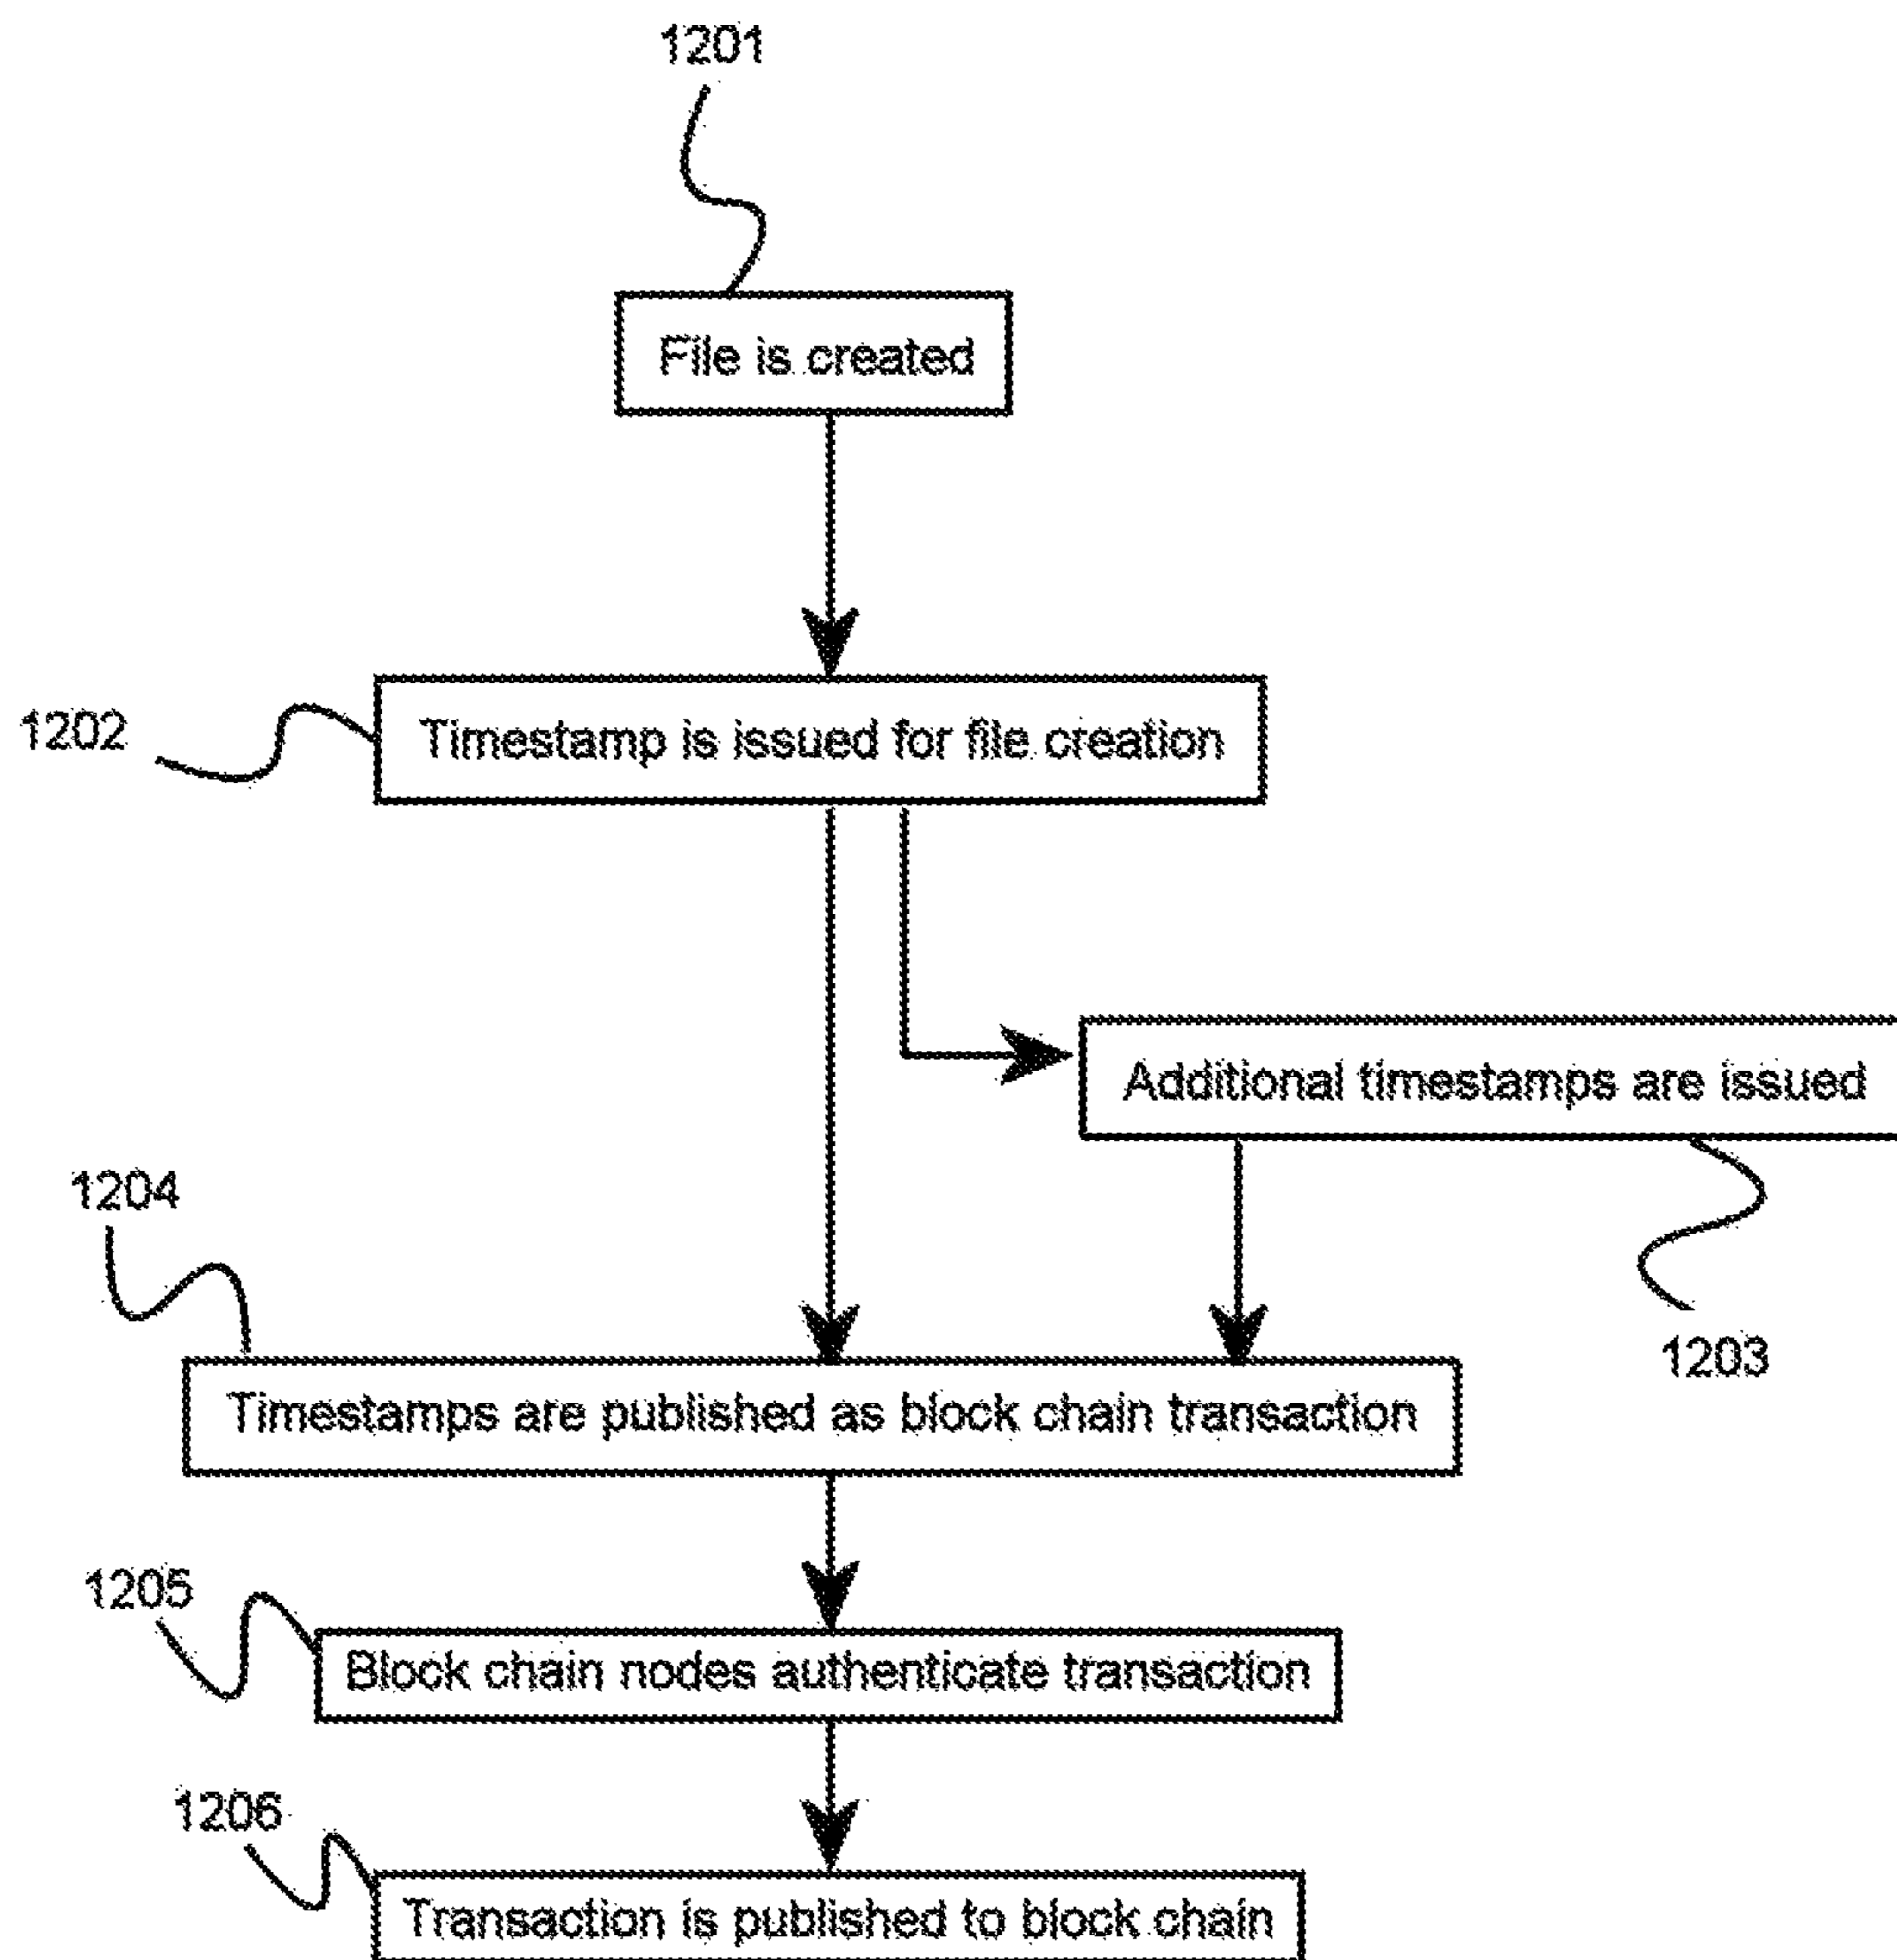 1201
File is created
1202
Timestamp is issued for file creation
Additional timestamps are issued
1204
1203
Timestamps are published as block chain transaction
1205
Block chain nodes authenticate transaction
1206
Transaction is published to block chain